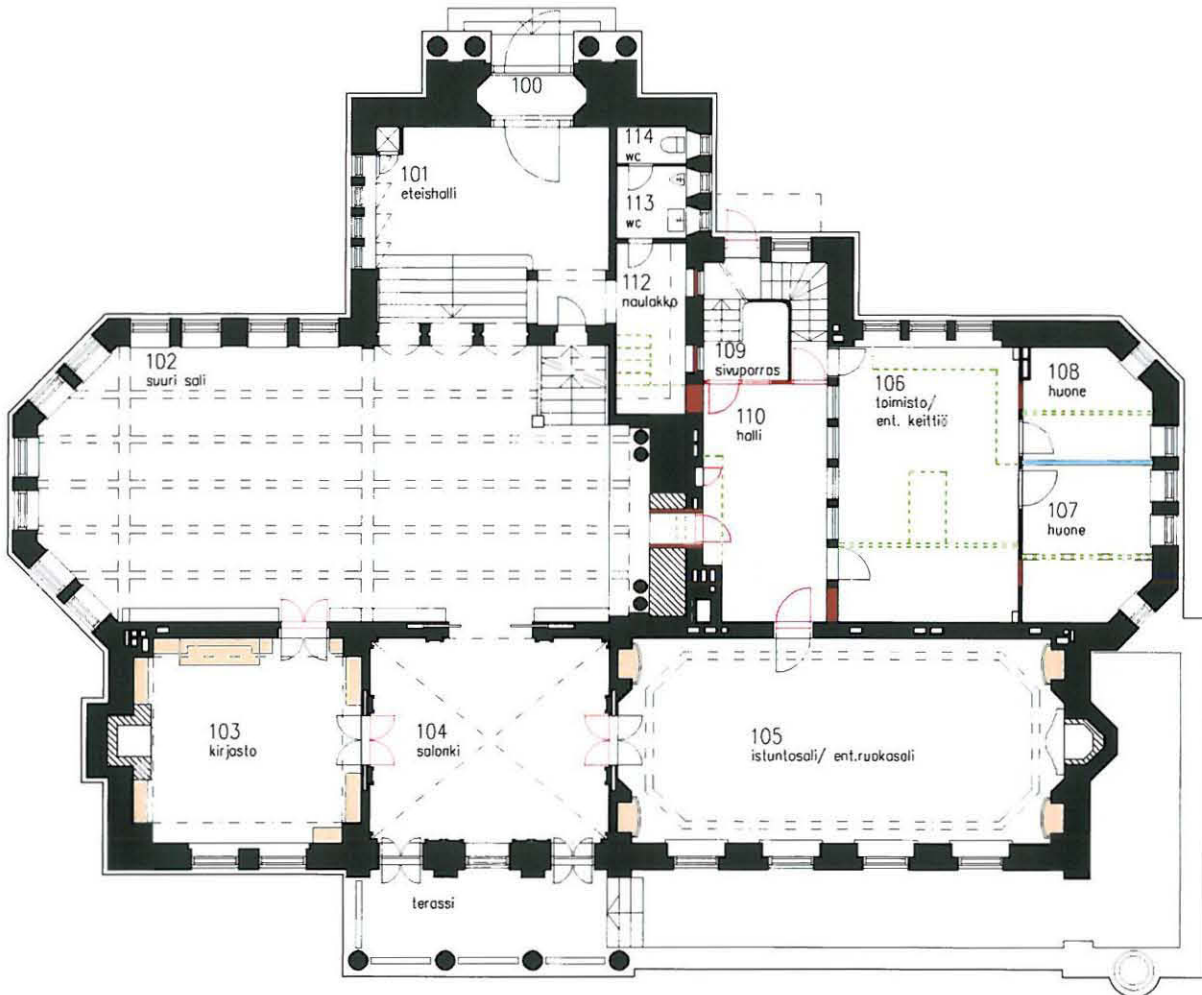 100
114
wc
101
eteishalli
113
wc
112
naulakko
102
suuri sali
109
sivuporras
106
toimisto/
ent. keittiö
108
huone
110
halli
107
huone
103
kirjasto
104
salonki
105
istuntosali/ ent.ruokasali
terassi